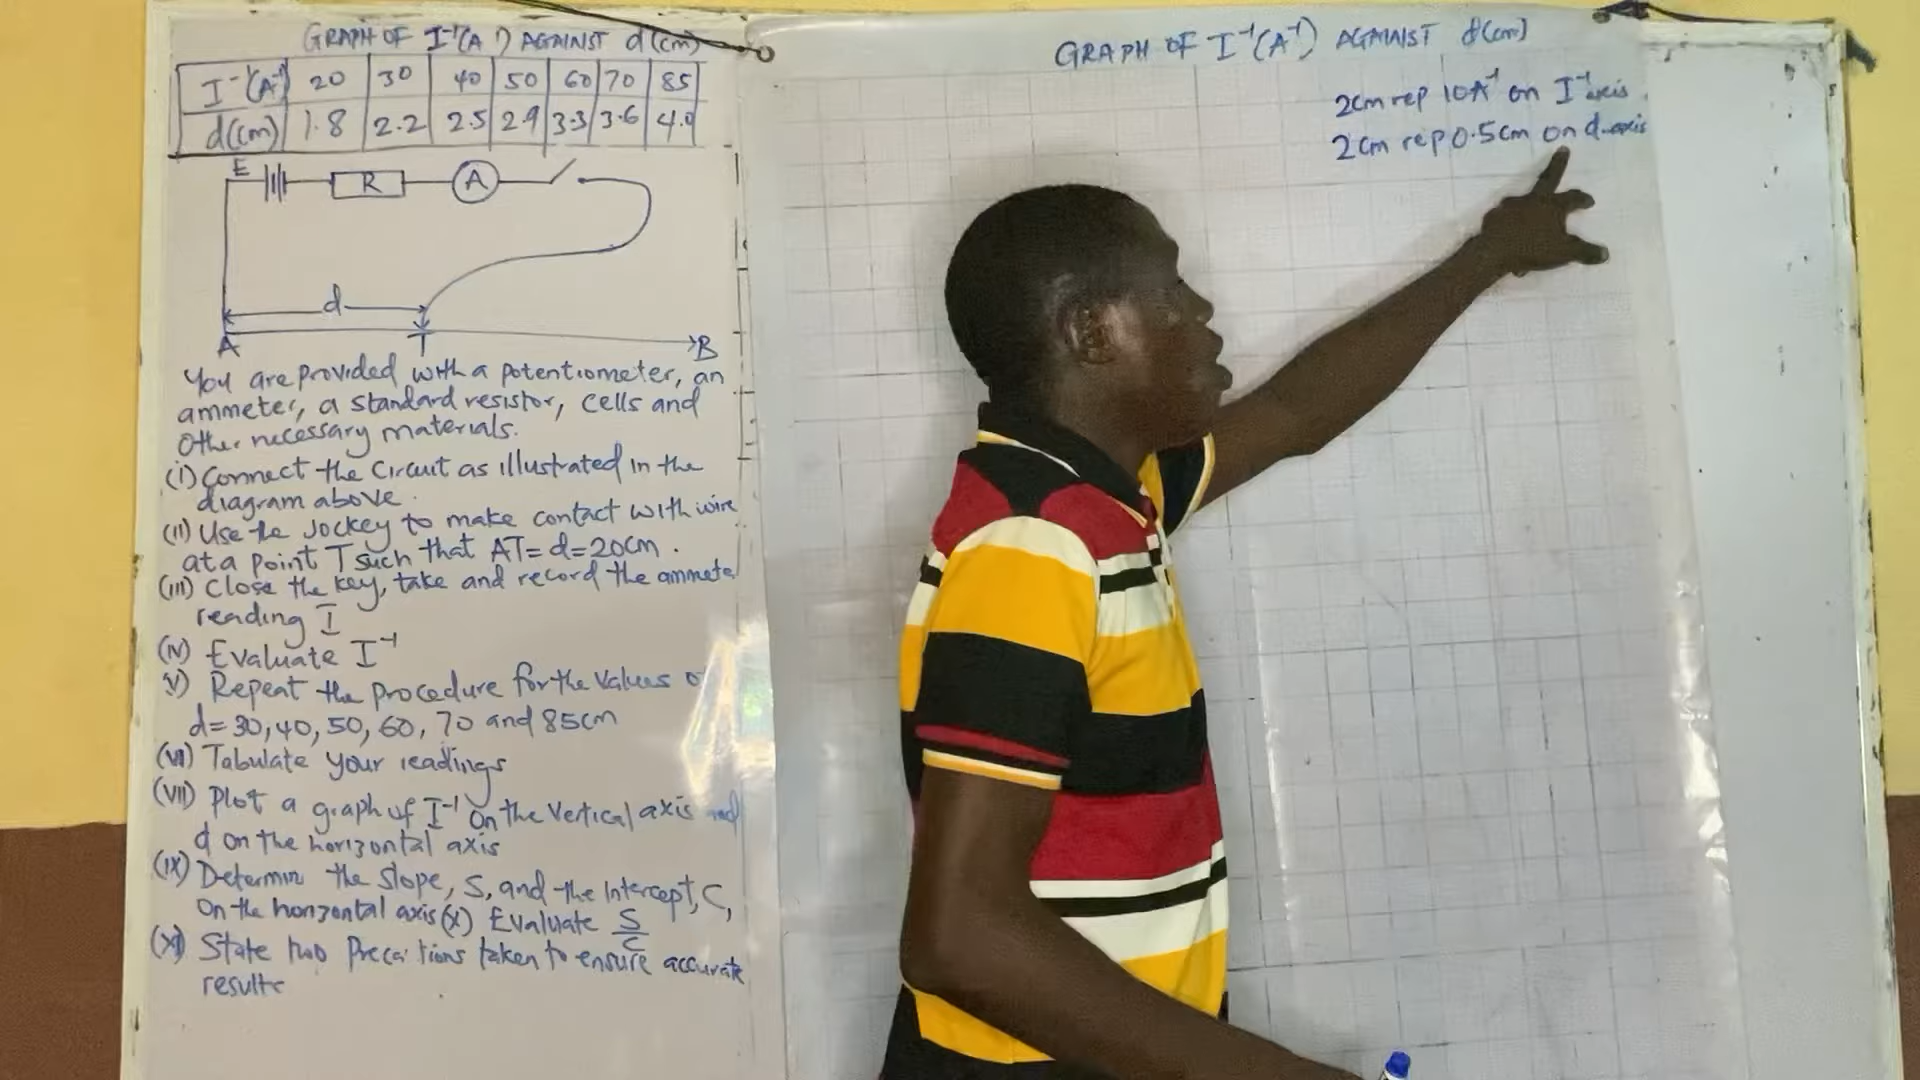 GRAPH OF I⁻¹(A⁻¹) AGAINST d(cm)
I⁻¹(A⁻¹) 20 30 40 50 60 70 85
d(cm) 1.8 2.2 2.5 2.9 3.3 3.6 4.0
E R A
d
A T B
You are provided with a potentiometer, an
ammeter, a standard resistor, cells and
Other necessary materials.
(i) Connect the Circuit as illustrated in the
diagram above.
(ii) Use the Jockey to make contact with wire
at a point T such that AT=d=20cm.
(iii) Close the key, take and record the ammeter
reading I
(iv) Evaluate I⁻¹
v) Repeat the procedure for the values o
d=30,40,50,60,70 and 85cm
(vi) Tabulate your readings
(vii) Plot a graph of I⁻¹ on the vertical axis and
d on the horizontal axis
(ix) Determin the slope, S, and the Intercept, C,
On the horizontal axis (x) Evaluate S/C
(xi) State two Preca tions taken to ensure accurate
results
GRAPH OF I⁻¹(A⁻¹) AGAINST d(cm)
2cm rep 10A⁻¹ on I⁻¹ axis.
2cm rep 0.5cm on d-axis